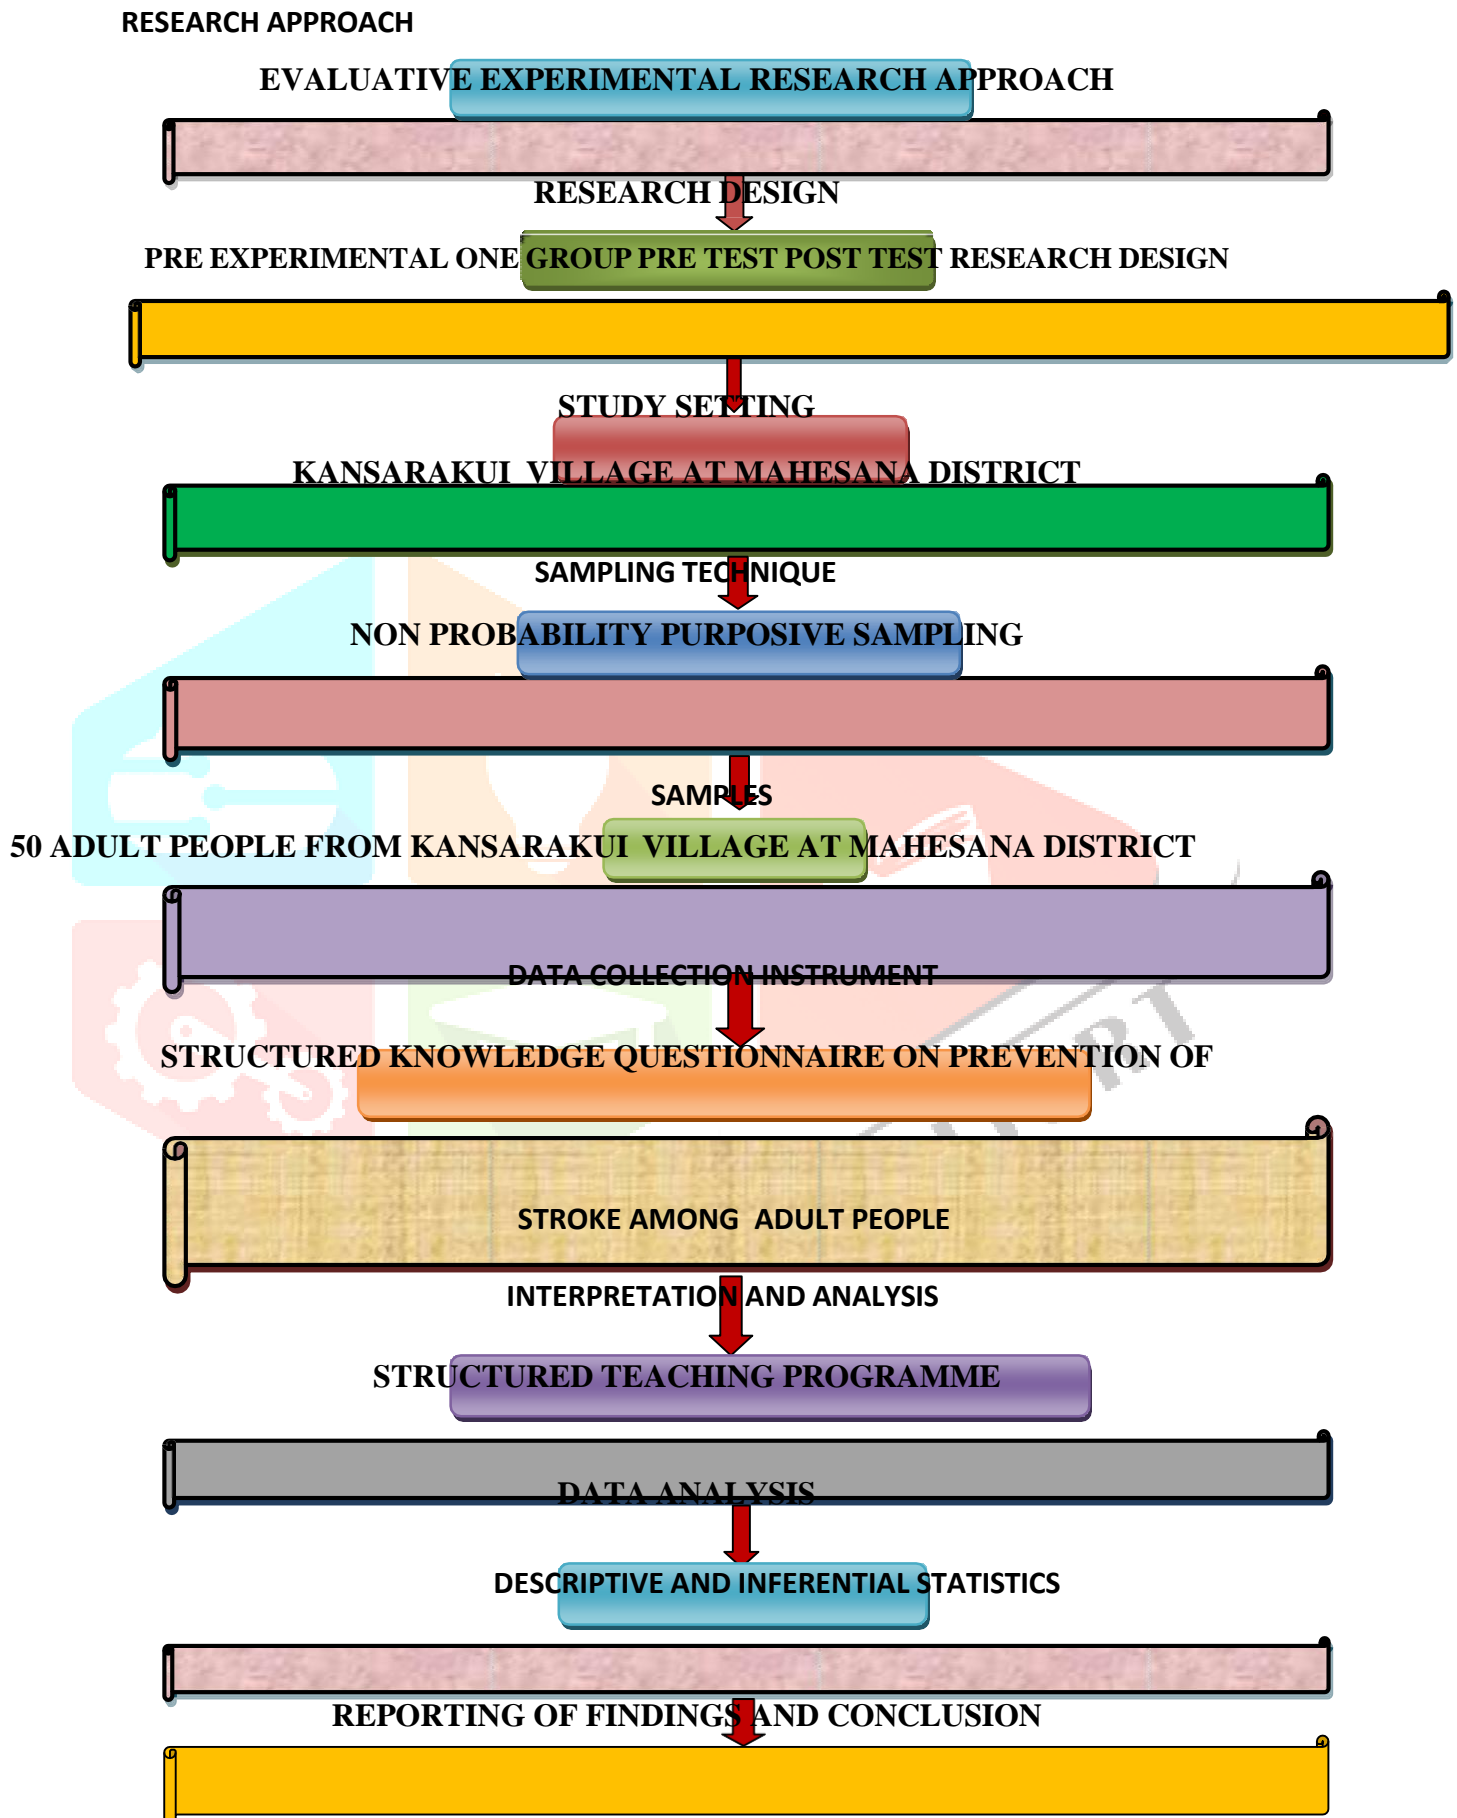 RESEARCH APPROACH
EVALUATIVE EXPERIMENTAL RESEARCH APPROACH
RESEARCH DESIGN
PRE EXPERIMENTAL ONE GROUP PRE TEST POST TEST RESEARCH DESIGN
STUDY SETTING
KANSARAKUI VILLAGE AT MAHESANA DISTRICT
SAMPLING TECHNIQUE
NON PROBABILITY PURPOSIVE SAMPLING
SAMPLES
50 ADULT PEOPLE FROM KANSARAKUI VILLAGE AT MAHESANA DISTRICT
DATA COLLECTION INSTRUMENT
STRUCTURED KNOWLEDGE QUESTIONNAIRE ON PREVENTION OF
STROKE AMONG ADULT PEOPLE
INTERPRETATION AND ANALYSIS
STRUCTURED TEACHING PROGRAMME
DATA ANALYSIS
DESCRIPTIVE AND INFERENTIAL STATISTICS
REPORTING OF FINDINGS AND CONCLUSION